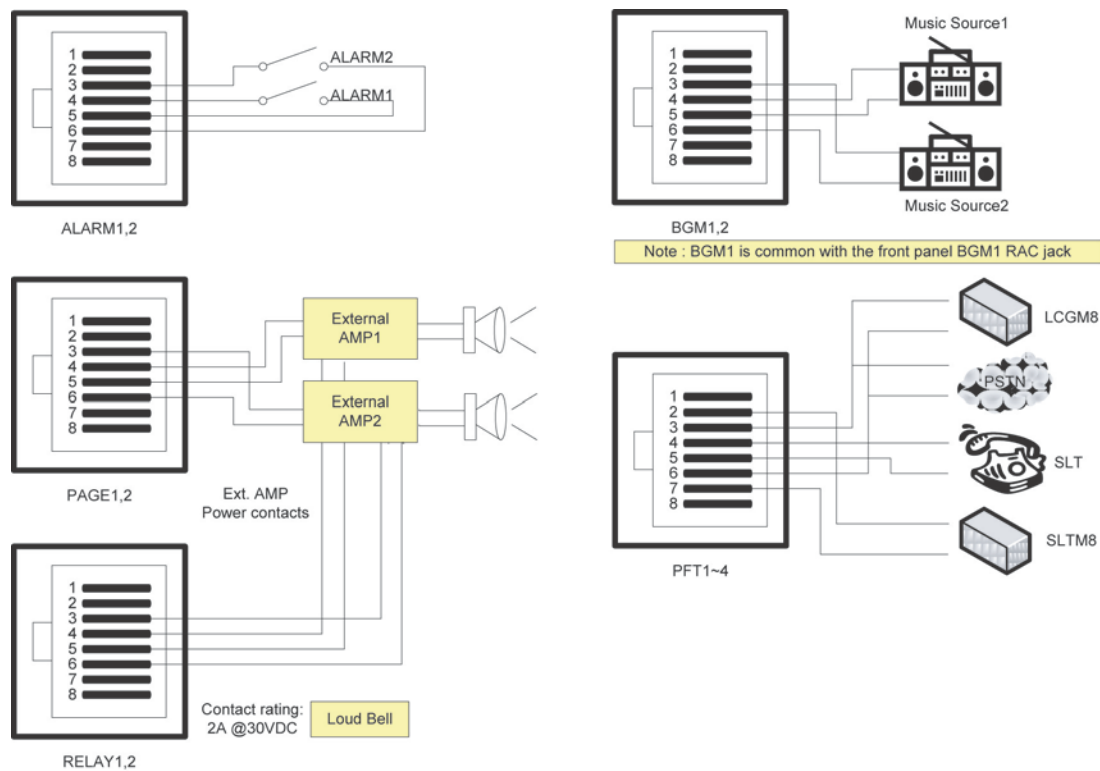 1
2
3
4
5
6
7
8
ALARM2
ALARM1
ALARM1,2
1
2
3
4
5
6
7
8
External
AMP1
External
AMP2
PAGE1,2
Ext. AMP
Power contacts
1
2
3
4
5
6
7
8
Contact rating:
2A @30VDC
Loud Bell
RELAY1,2
Music Source1
1
2
3
4
5
6
7
8
Music Source2
BGM1,2
Note : BGM1 is common with the front panel BGM1 RAC jack
1
2
3
4
5
6
7
8
LCGM8
PSTN
SLT
SLTM8
PFT1~4